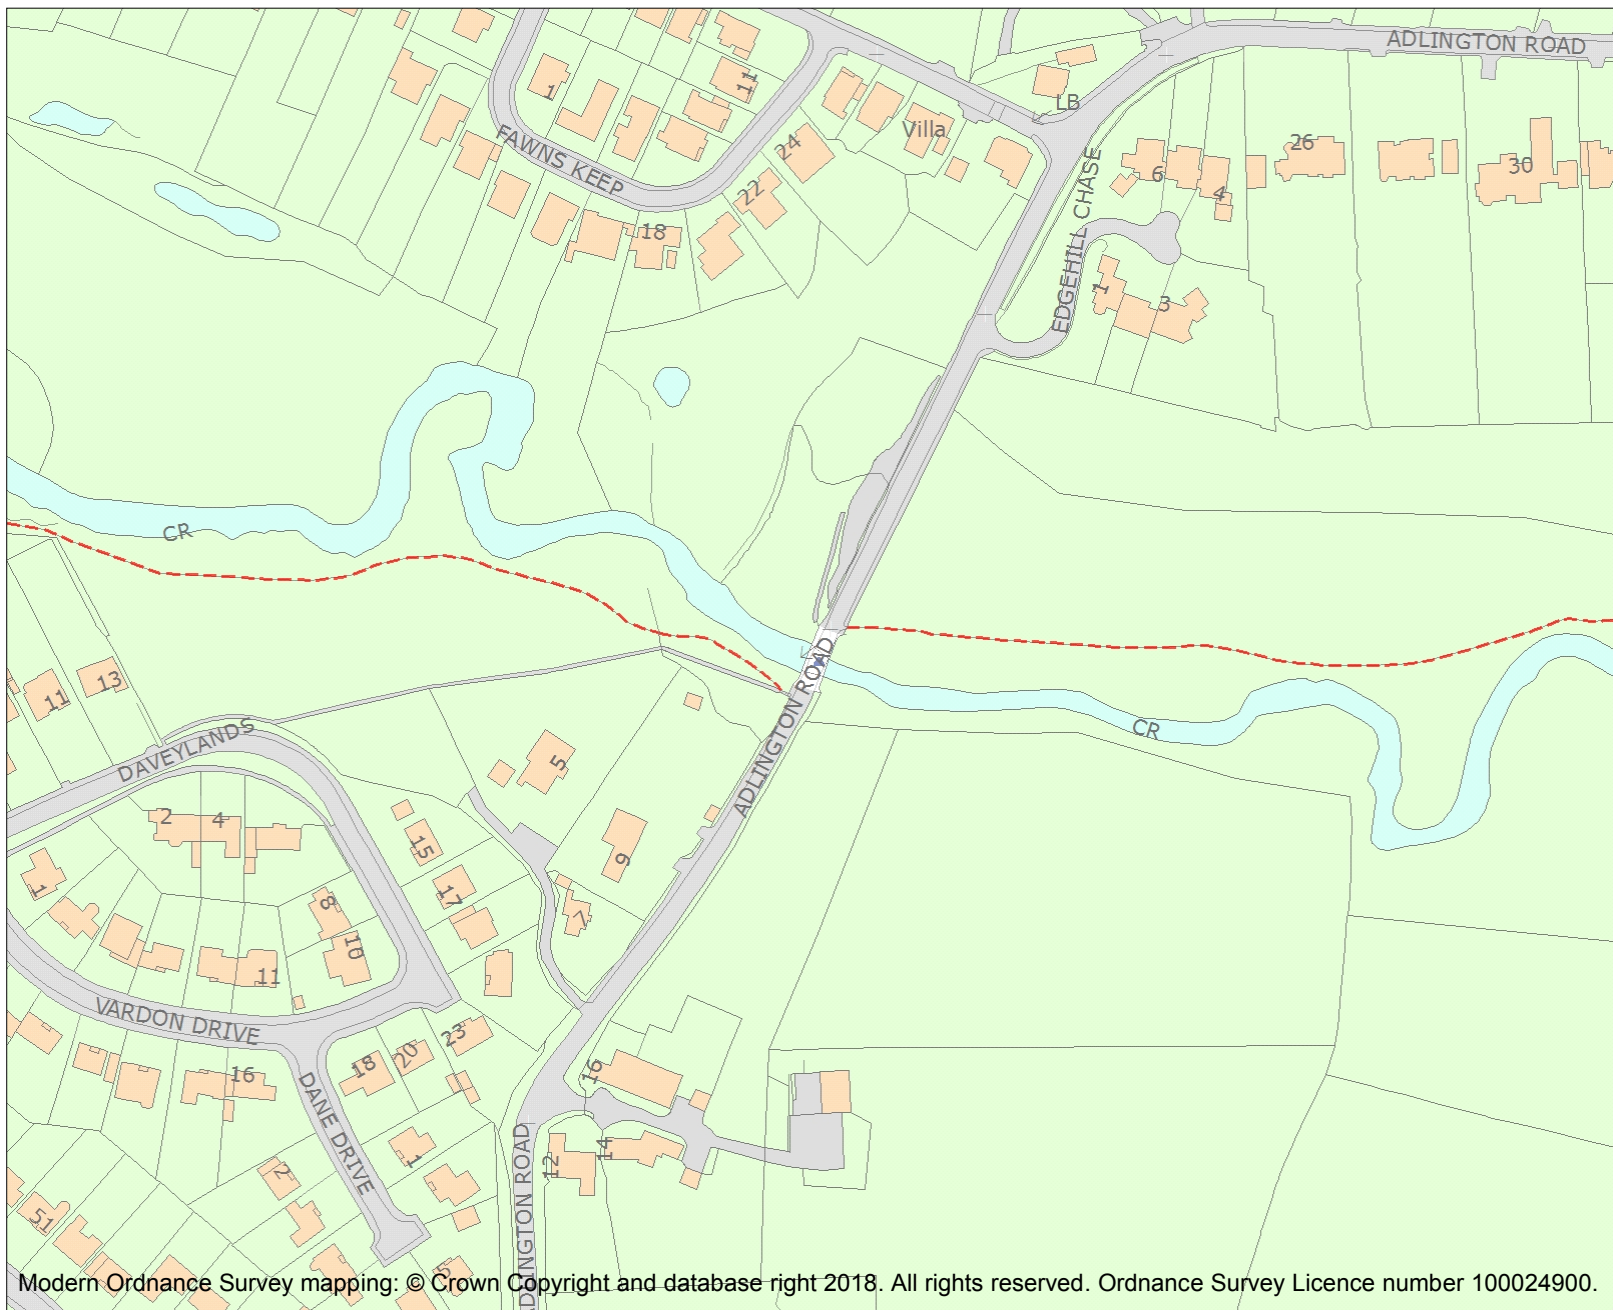 ADLINGTON ROAD
1
11
LB
FAWNS KEEP
24
Villa
26
30
EDGEHILL CHASE
6
4
22
18
1
3
CR
ADLINGTON ROAD
CR
11
13
DAVEYLANDS
5
2
4
15
9
1
17
8
7
10
11
VARDON DRIVE
23
18
20
16
16
DANE DRIVE
ADLINGTON ROAD
12
14
1
2
51
5
Modern Ordnance Survey mapping: © Crown Copyright and database right 2018. All rights reserved. Ordnance Survey Licence number 100024900.